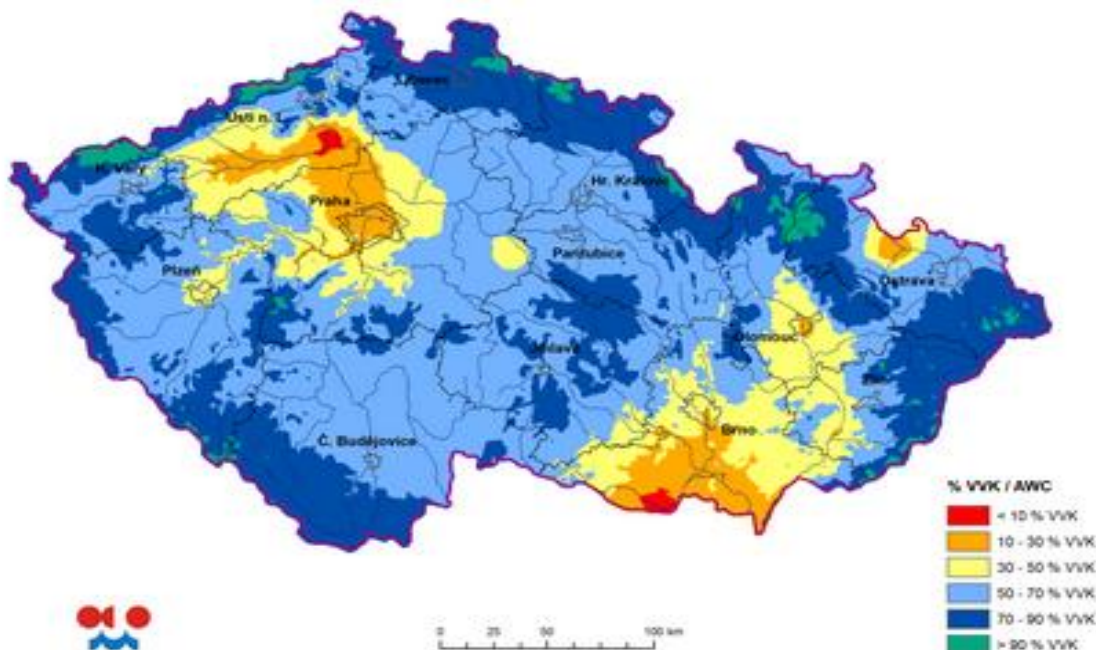 Ústí n. L.
K. Vary
Praha
Hr. Králové
Pardubice
Plzeň
Ostrava
Olomouc
Jihlava
Brno
Č. Budějovice
% VVK / AWC
< 10 % VVK
10 - 30 % VVK
30 - 50 % VVK
50 - 70 % VVK
70 - 90 % VVK
> 90 % VVK
0 25 50 100 km